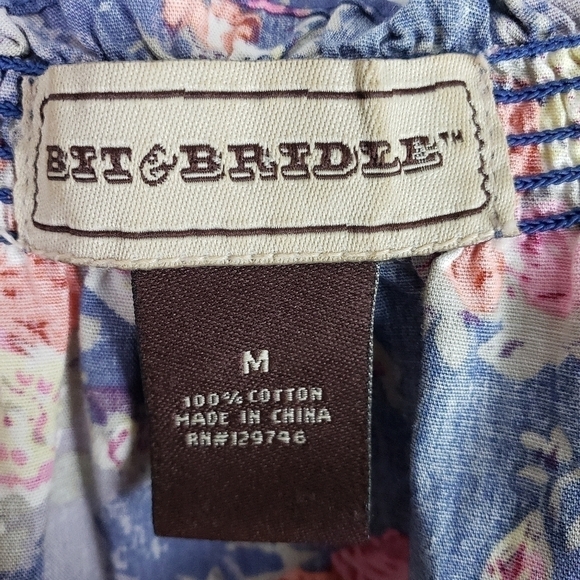 BIT & BRIDLE™
M
100% COTTON
MADE IN CHINA
RN#129746